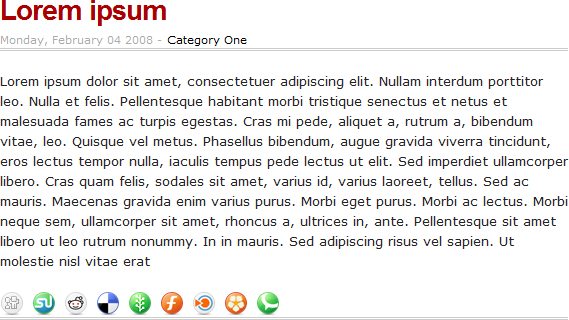 Lorem ipsum
Monday, February 04 2008 - Category One
Lorem ipsum dolor sit amet, consectetuer adipiscing elit. Nullam interdum porttitor
leo. Nulla et felis. Pellentesque habitant morbi tristique senectus et netus et
malesuada fames ac turpis egestas. Cras mi pede, aliquet a, rutrum a, bibendum
vitae, leo. Quisque vel metus. Phasellus bibendum, augue gravida viverra tincidunt,
eros lectus tempor nulla, iaculis tempus pede lectus ut elit. Sed imperdiet ullamcorper
libero. Cras quam felis, sodales sit amet, varius id, varius laoreet, tellus. Sed ac
mauris. Maecenas gravida enim varius purus. Morbi eget purus. Morbi ac lectus. Morbi
neque sem, ullamcorper sit amet, rhoncus a, ultrices in, ante. Pellentesque sit amet
libero ut leo rutrum nonummy. In in mauris. Sed adipiscing risus vel sapien. Ut
molestie nisl vitae erat